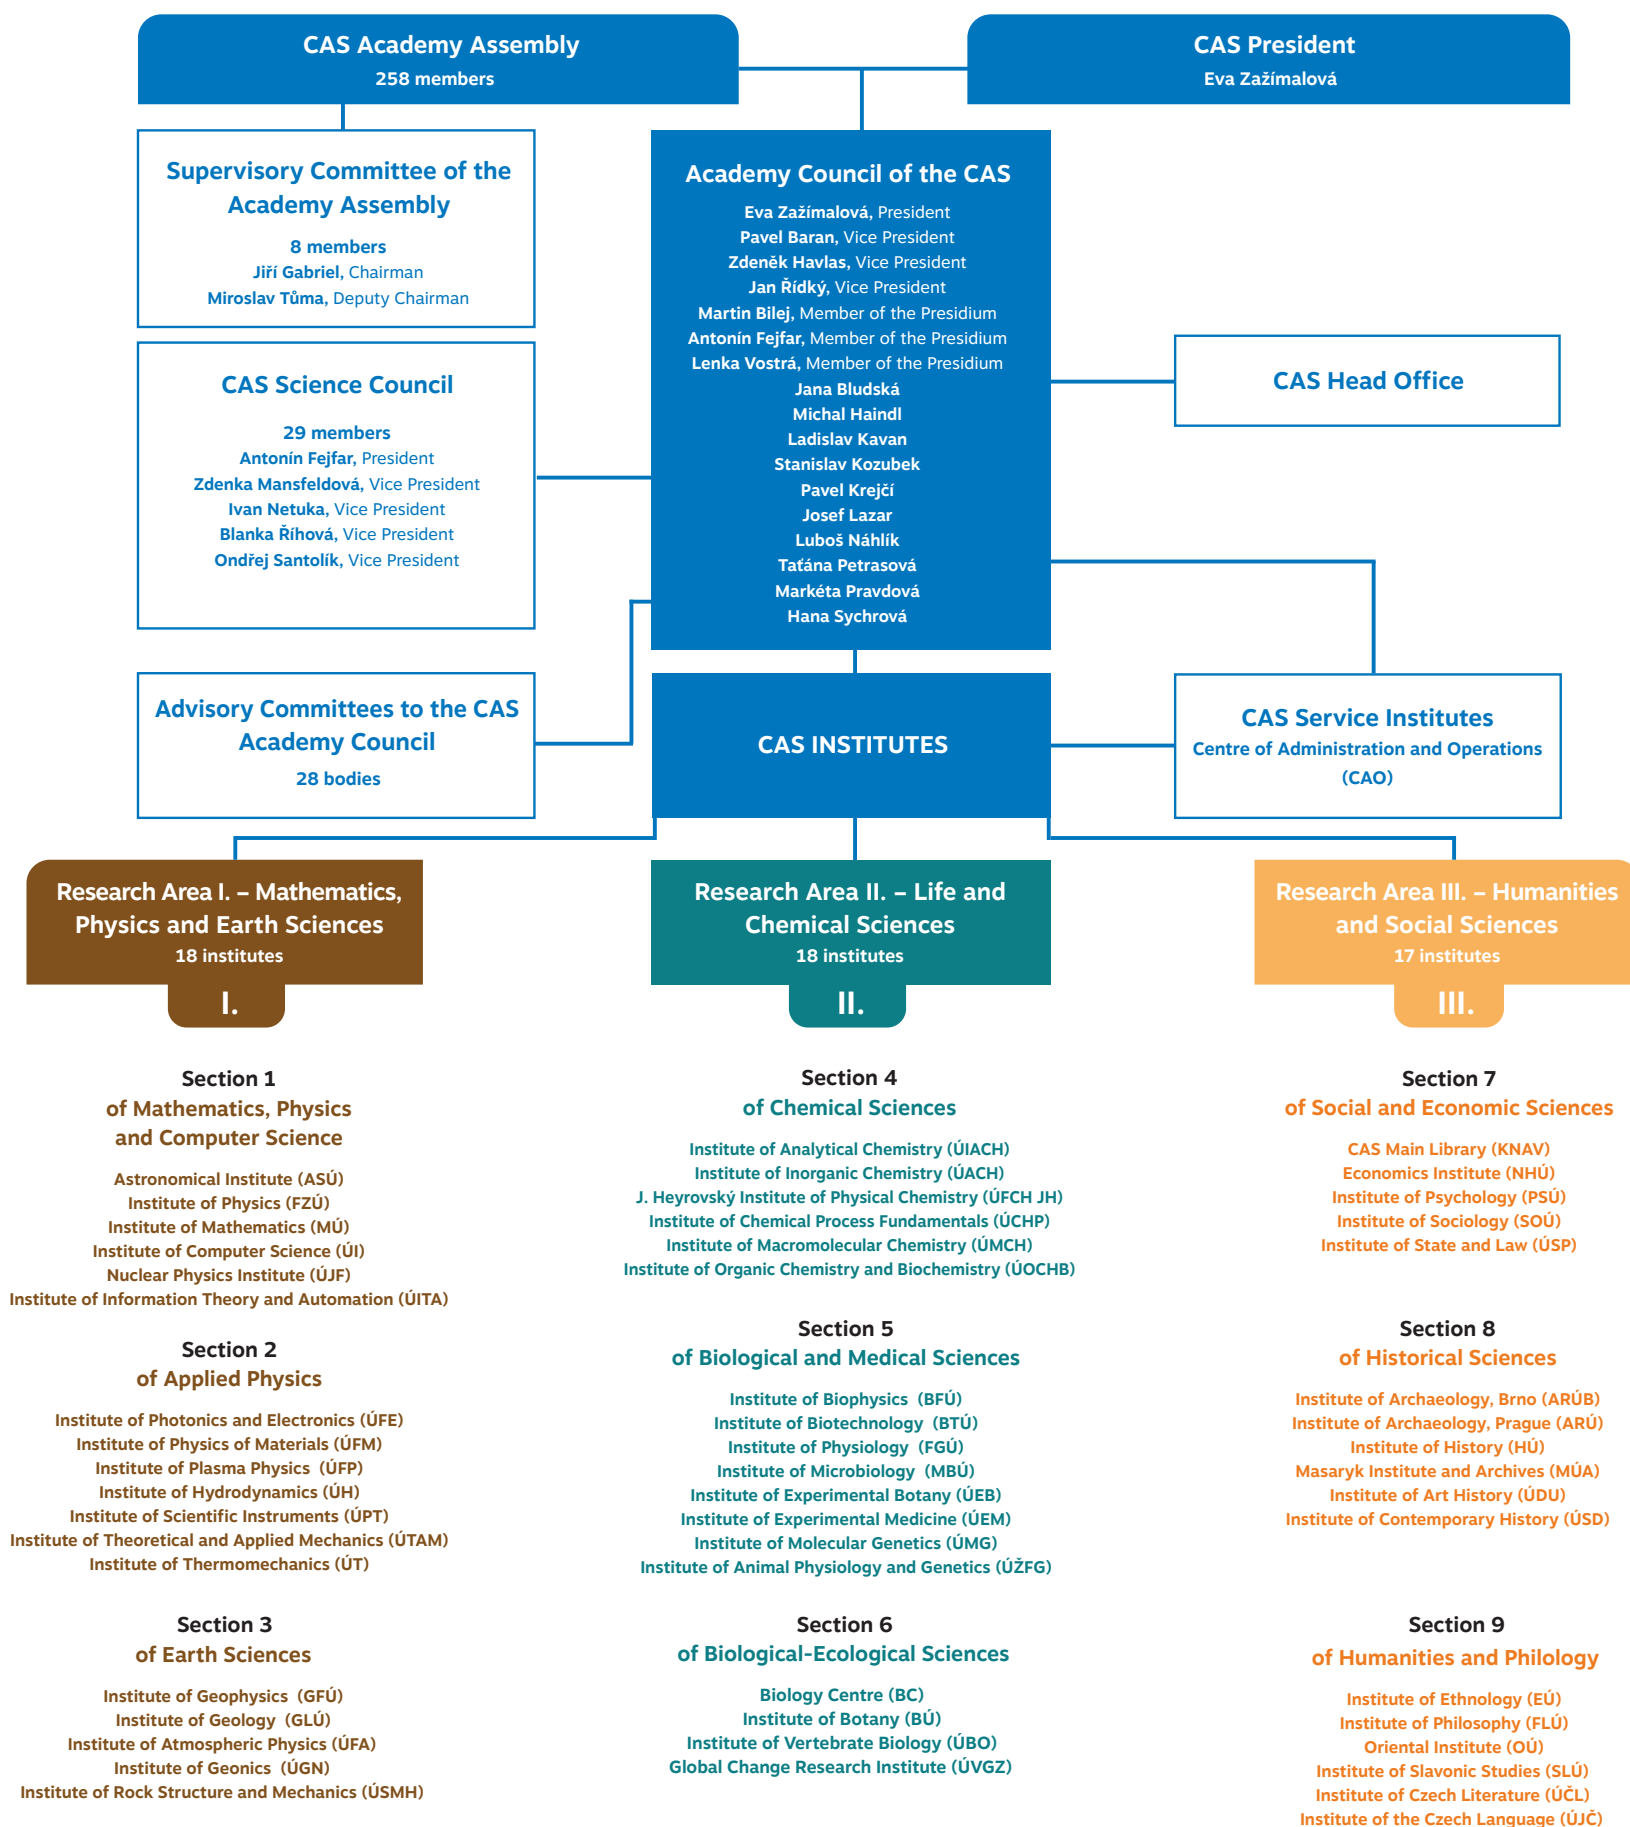 CAS Academy Assembly
258 members
CAS President
Eva Zažímalová
Supervisory Committee of the
Academy Assembly
8 members
Jiří Gabriel, Chairman
Miroslav Tůma, Deputy Chairman
CAS Science Council
29 members
Antonín Fejfar, President
Zdenka Mansfeldová, Vice President
Ivan Netuka, Vice President
Blanka Říhová, Vice President
Ondřej Santolík, Vice President
Advisory Committees to the CAS
Academy Council
28 bodies
Academy Council of the CAS
Eva Zažímalová, President
Pavel Baran, Vice President
Zdeněk Havlas, Vice President
Jan Řídký, Vice President
Martin Bilej, Member of the Presidium
Antonín Fejfar, Member of the Presidium
Lenka Vostrá, Member of the Presidium
Jana Bludská
Michal Haindl
Ladislav Kavan
Stanislav Kozubek
Pavel Krejčí
Josef Lazar
Luboš Náhlík
Taťána Petrasová
Markéta Pravdová
Hana Sychrová
CAS INSTITUTES
CAS Head Office
CAS Service Institutes
Centre of Administration and Operations
(CAO)
Research Area I. – Mathematics,
Physics and Earth Sciences
18 institutes
I.
Section 1
of Mathematics, Physics
and Computer Science
Astronomical Institute (ASÚ)
Institute of Physics (FZÚ)
Institute of Mathematics (MÚ)
Institute of Computer Science (ÚI)
Nuclear Physics Institute (ÚJF)
Institute of Information Theory and Automation (ÚITA)
Section 2
of Applied Physics
Institute of Photonics and Electronics (ÚFE)
Institute of Physics of Materials (ÚFM)
Institute of Plasma Physics (ÚFP)
Institute of Hydrodynamics (ÚH)
Institute of Scientific Instruments (ÚPT)
Institute of Theoretical and Applied Mechanics (ÚTAM)
Institute of Thermomechanics (ÚT)
Section 3
of Earth Sciences
Institute of Geophysics (GFÚ)
Institute of Geology (GLÚ)
Institute of Atmospheric Physics (ÚFA)
Institute of Geonics (ÚGN)
Institute of Rock Structure and Mechanics (ÚSMH)
Research Area II. – Life and
Chemical Sciences
18 institutes
II.
Section 4
of Chemical Sciences
Institute of Analytical Chemistry (ÚIACH)
Institute of Inorganic Chemistry (ÚACH)
J. Heyrovský Institute of Physical Chemistry (ÚFCH JH)
Institute of Chemical Process Fundamentals (ÚCHP)
Institute of Macromolecular Chemistry (ÚMCH)
Institute of Organic Chemistry and Biochemistry (ÚOCHB)
Section 5
of Biological and Medical Sciences
Institute of Biophysics (BFÚ)
Institute of Biotechnology (BTÚ)
Institute of Physiology (FGÚ)
Institute of Microbiology (MBÚ)
Institute of Experimental Botany (ÚEB)
Institute of Experimental Medicine (ÚEM)
Institute of Molecular Genetics (ÚMG)
Institute of Animal Physiology and Genetics (ÚŽFG)
Section 6
of Biological-Ecological Sciences
Biology Centre (BC)
Institute of Botany (BÚ)
Institute of Vertebrate Biology (ÚBO)
Global Change Research Institute (ÚVGZ)
Research Area III. – Humanities
and Social Sciences
17 institutes
III.
Section 7
of Social and Economic Sciences
CAS Main Library (KNAV)
Economics Institute (NHÚ)
Institute of Psychology (PSÚ)
Institute of Sociology (SOÚ)
Institute of State and Law (ÚSP)
Section 8
of Historical Sciences
Institute of Archaeology, Brno (ARÚB)
Institute of Archaeology, Prague (ARÚ)
Institute of History (HÚ)
Masaryk Institute and Archives (MÚA)
Institute of Art History (ÚDU)
Institute of Contemporary History (ÚSD)
Section 9
of Humanities and Philology
Institute of Ethnology (EÚ)
Institute of Philosophy (FLÚ)
Oriental Institute (OÚ)
Institute of Slavonic Studies (SLÚ)
Institute of Czech Literature (ÚČL)
Institute of the Czech Language (ÚJČ)